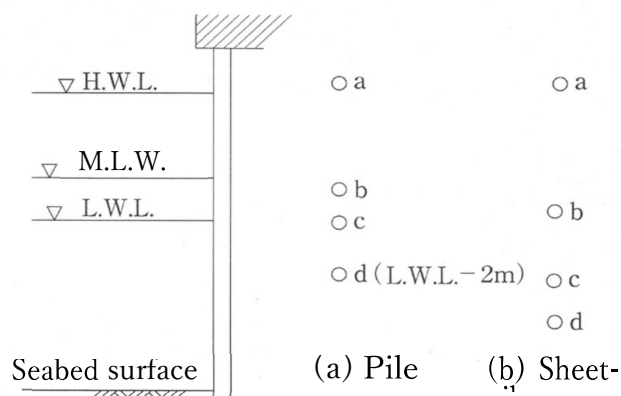 H.W.L.
M.L.W.
L.W.L.
Seabed surface
a
b
c
d (L.W.L.－2m)
(a) Pile
a
b
c
d
(b) Sheet-